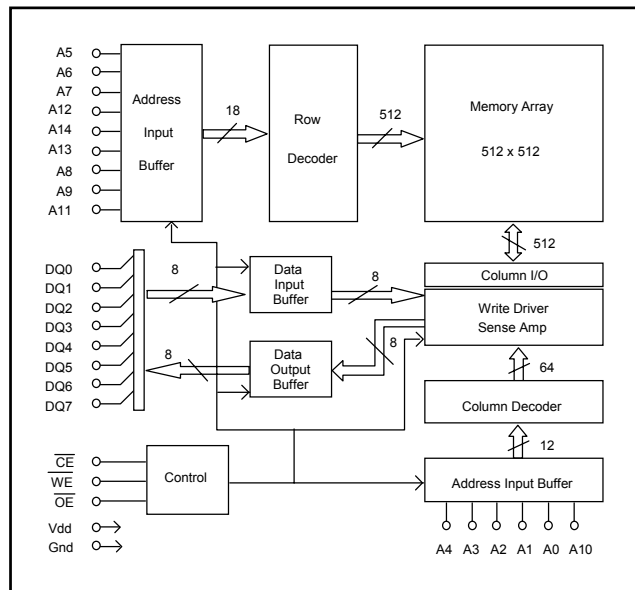 A5
A6
A7
A12
A14
A13
A8
A9
A11
Address
Input
Buffer
18
Row
Decoder
512
Memory Array
512 x 512
512
DQ0
DQ1
DQ2
DQ3
DQ4
DQ5
DQ6
DQ7
8
Data
Input
Buffer
8
Column I/O
Write Driver
Sense Amp
8
Data
Output
Buffer
8
64
Column Decoder
12
CE
WE
OE
Control
Address Input Buffer
Vdd
Gnd
A4 A3 A2 A1 A0 A10